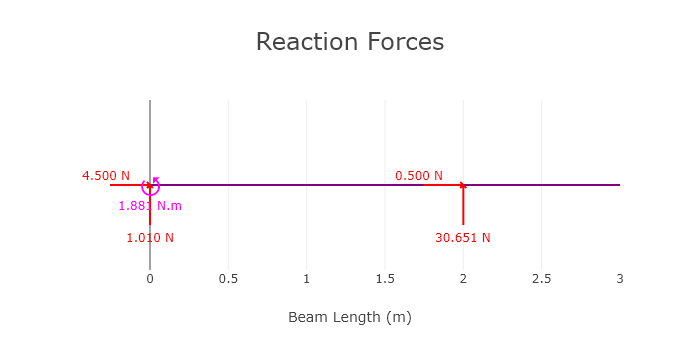 Reaction Forces
4.500 N
0.500 N
1.881 N.m
1.010 N
30.651 N
0
0.5
1
1.5
2
2.5
3
Beam Length (m)